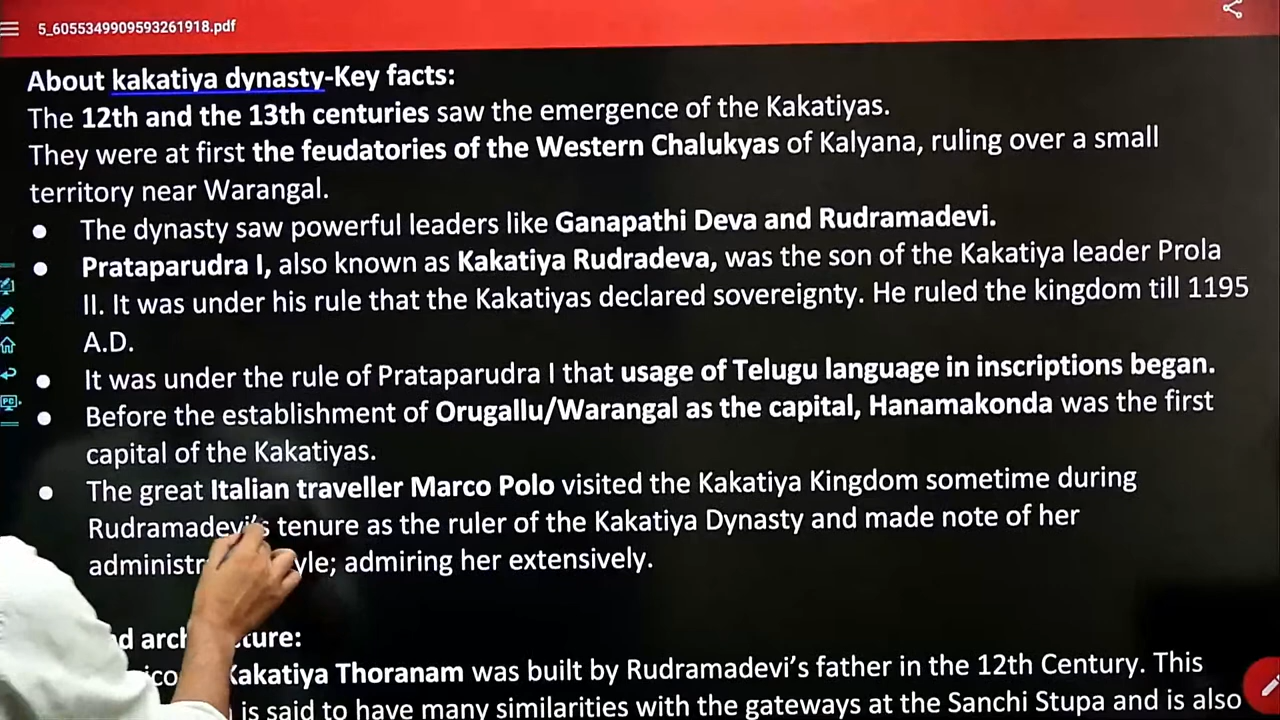 5_6055349909593261918.pdf
About kakatiya dynasty-Key facts:
The 12th and the 13th centuries saw the emergence of the Kakatiyas.
They were at first the feudatories of the Western Chalukyas of Kalyana, ruling over a small
territory near Warangal.
● The dynasty saw powerful leaders like Ganapathi Deva and Rudramadevi.
● Prataparudra I, also known as Kakatiya Rudradeva, was the son of the Kakatiya leader Prola
II. It was under his rule that the Kakatiyas declared sovereignty. He ruled the kingdom till 1195
A.D.
● It was under the rule of Prataparudra I that usage of Telugu language in inscriptions began.
● Before the establishment of Orugallu/Warangal as the capital, Hanamakonda was the first
capital of the Kakatiyas.
● The great Italian traveller Marco Polo visited the Kakatiya Kingdom sometime during
Rudramadevi's tenure as the ruler of the Kakatiya Dynasty and made note of her
admiring her extensively.
Kakatiya Thoranam was built by Rudramadevi's father in the 12th Century. This
is said to have many similarities with the gateways at the Sanchi Stupa and is also